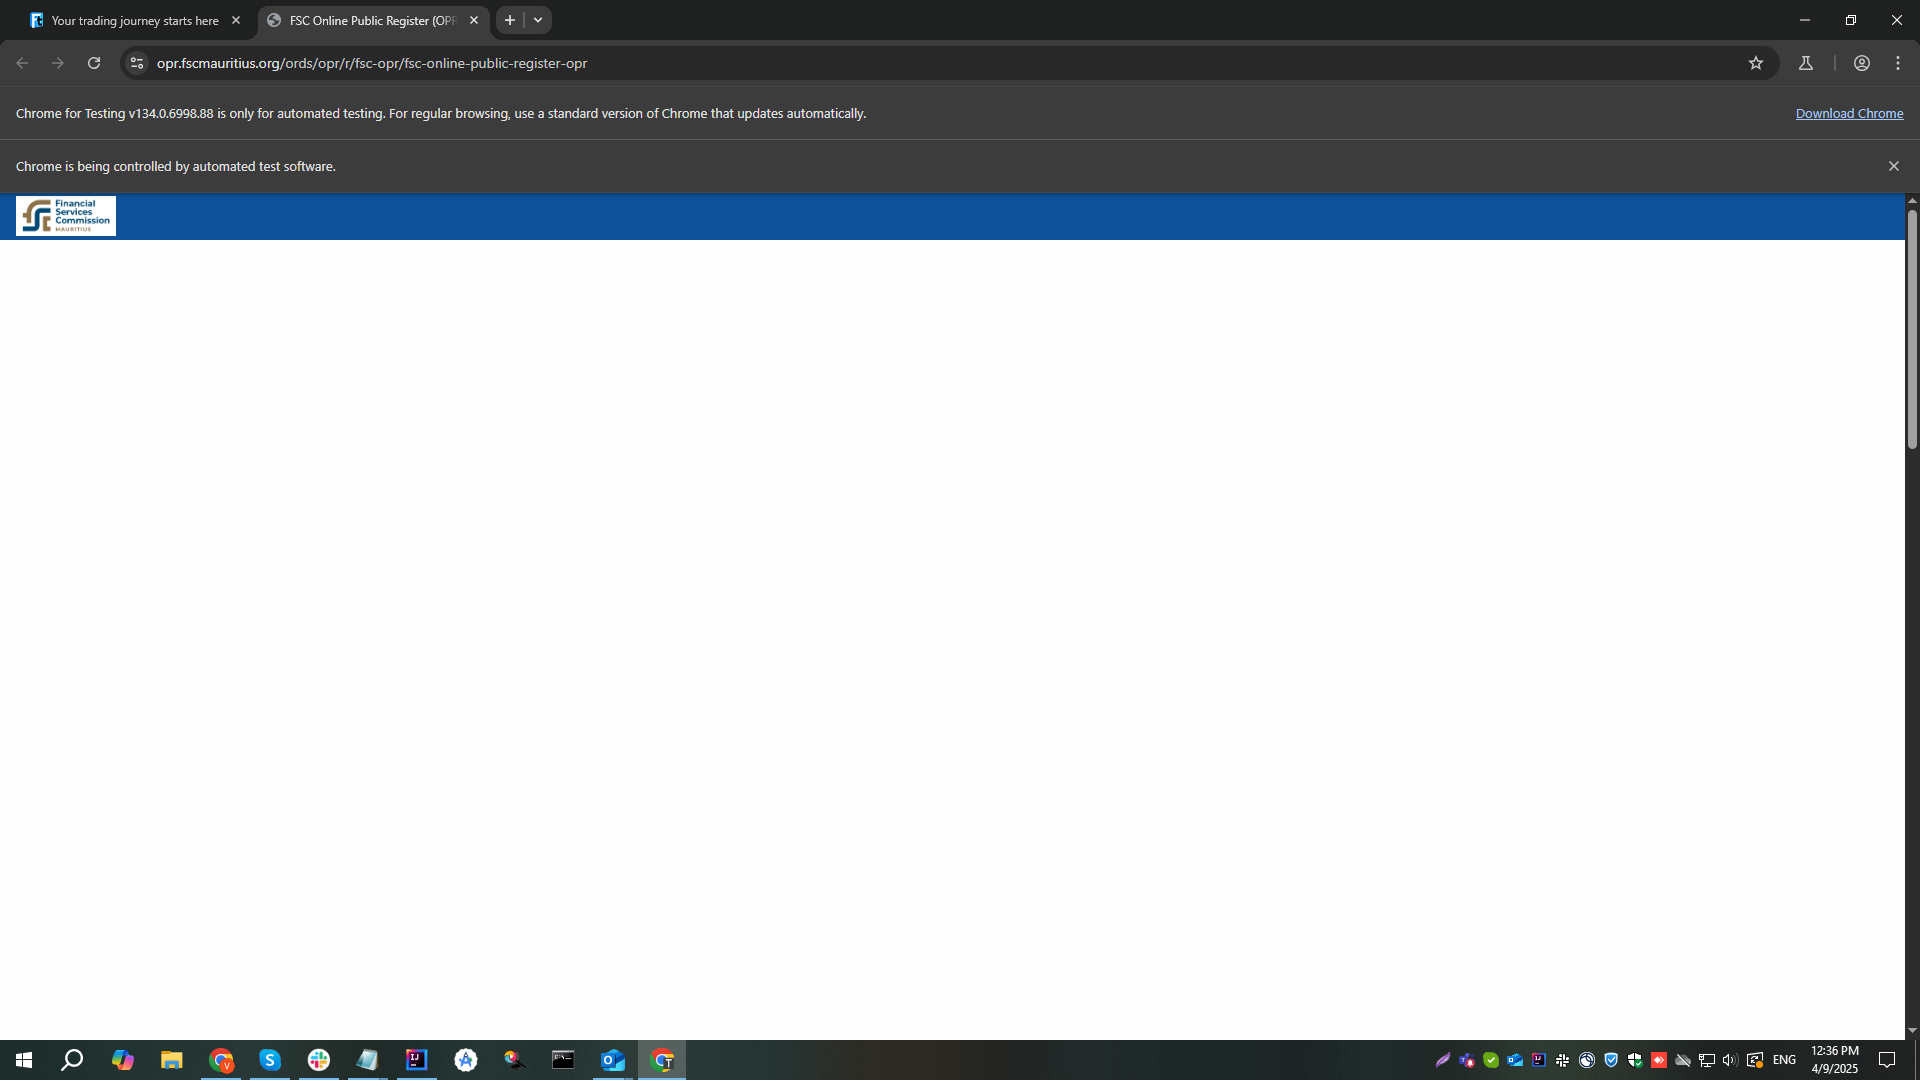 Your trading journey starts here
FSC Online Public Register (OPR
opr.fscmauritius.org/ords/opr/r/fsc-opr/fsc-online-public-register-opr
Chrome for Testing v134.0.6998.88 is only for automated testing. For regular browsing, use a standard version of Chrome that updates automatically.
Download Chrome
Chrome is being controlled by automated test software.
Financial
Services
Commission
MAURITIUS
ENG
12:36 PM
4/9/2025